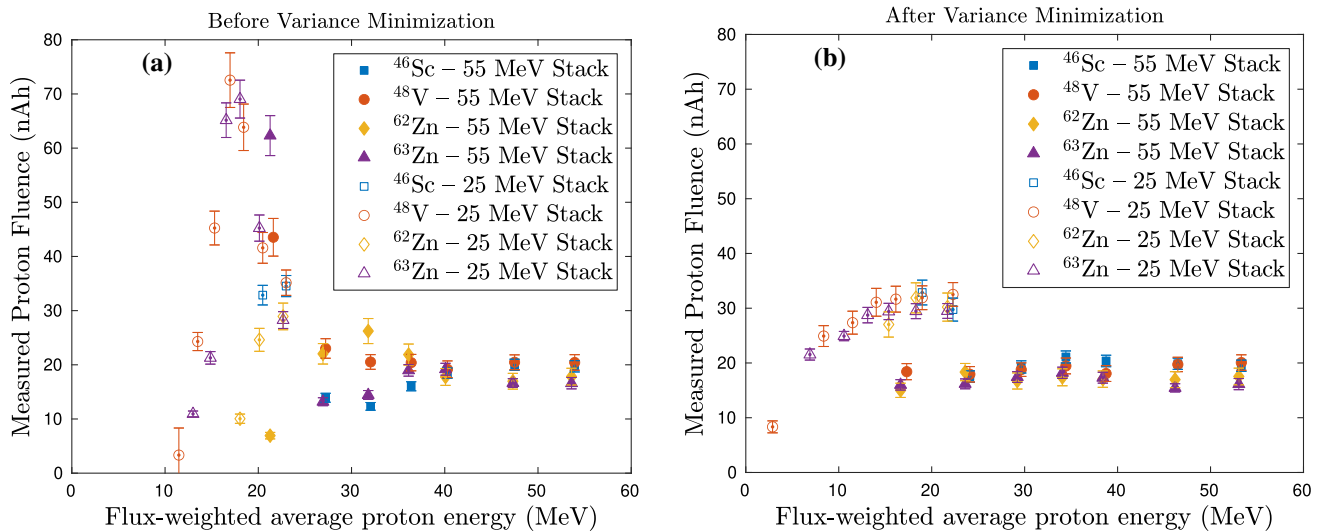 Before Variance Minimization
(a)
80
70
60
50
40
30
20
10
0
Measured Proton Fluence (nAh)
⁴⁶Sc – 55 MeV Stack
⁴⁸V – 55 MeV Stack
⁶²Zn – 55 MeV Stack
⁶³Zn – 55 MeV Stack
⁴⁶Sc – 25 MeV Stack
⁴⁸V – 25 MeV Stack
⁶²Zn – 25 MeV Stack
⁶³Zn – 25 MeV Stack
0 10 20 30 40 50 60
Flux-weighted average proton energy (MeV)
After Variance Minimization
(b)
80
70
60
50
40
30
20
10
0
Measured Proton Fluence (nAh)
⁴⁶Sc – 55 MeV Stack
⁴⁸V – 55 MeV Stack
⁶²Zn – 55 MeV Stack
⁶³Zn – 55 MeV Stack
⁴⁶Sc – 25 MeV Stack
⁴⁸V – 25 MeV Stack
⁶²Zn – 25 MeV Stack
⁶³Zn – 25 MeV Stack
0 10 20 30 40 50 60
Flux-weighted average proton energy (MeV)